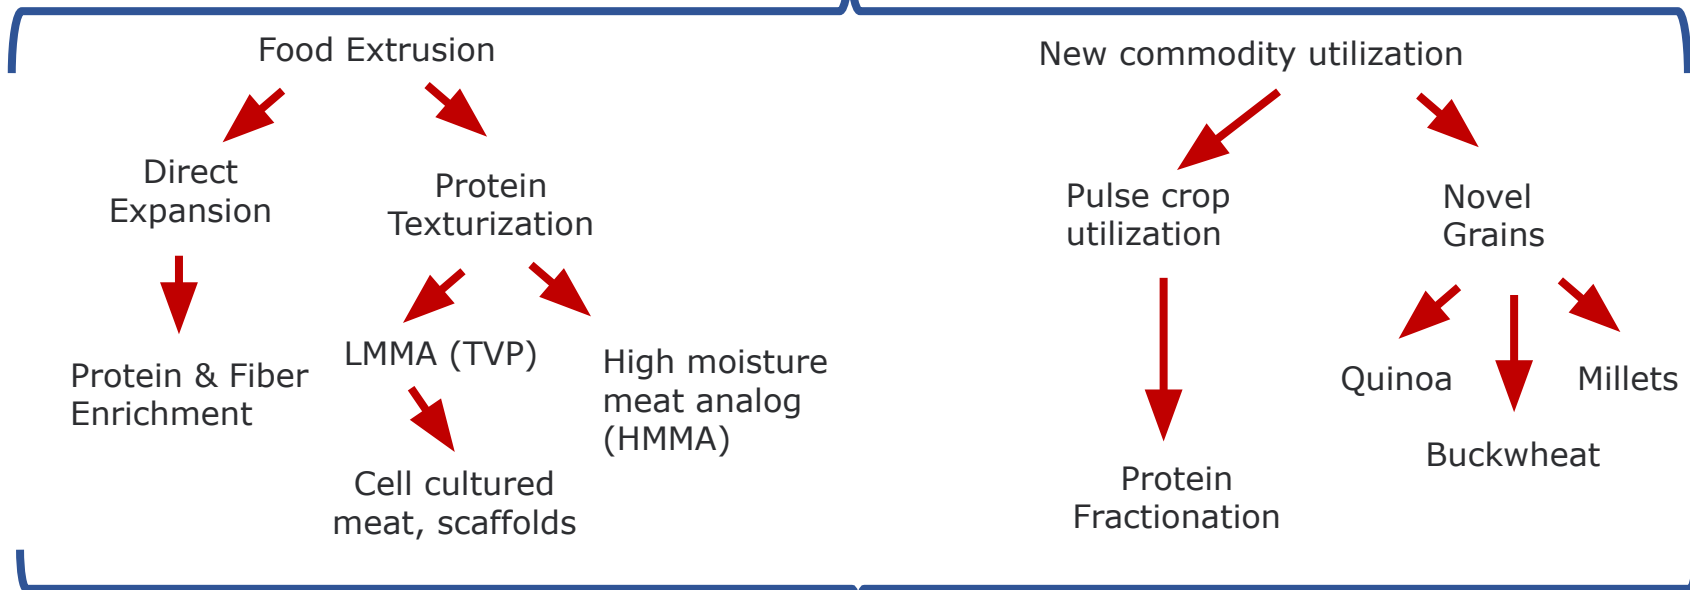 Food Extrusion
New commodity utilization
Direct
Expansion
Protein
Texturization
Pulse crop
utilization
Novel
Grains
Protein & Fiber
Enrichment
LMMA (TVP)
High moisture
meat analog
(HMMA)
Quinoa
Millets
Buckwheat
Cell cultured
meat, scaffolds
Protein
Fractionation